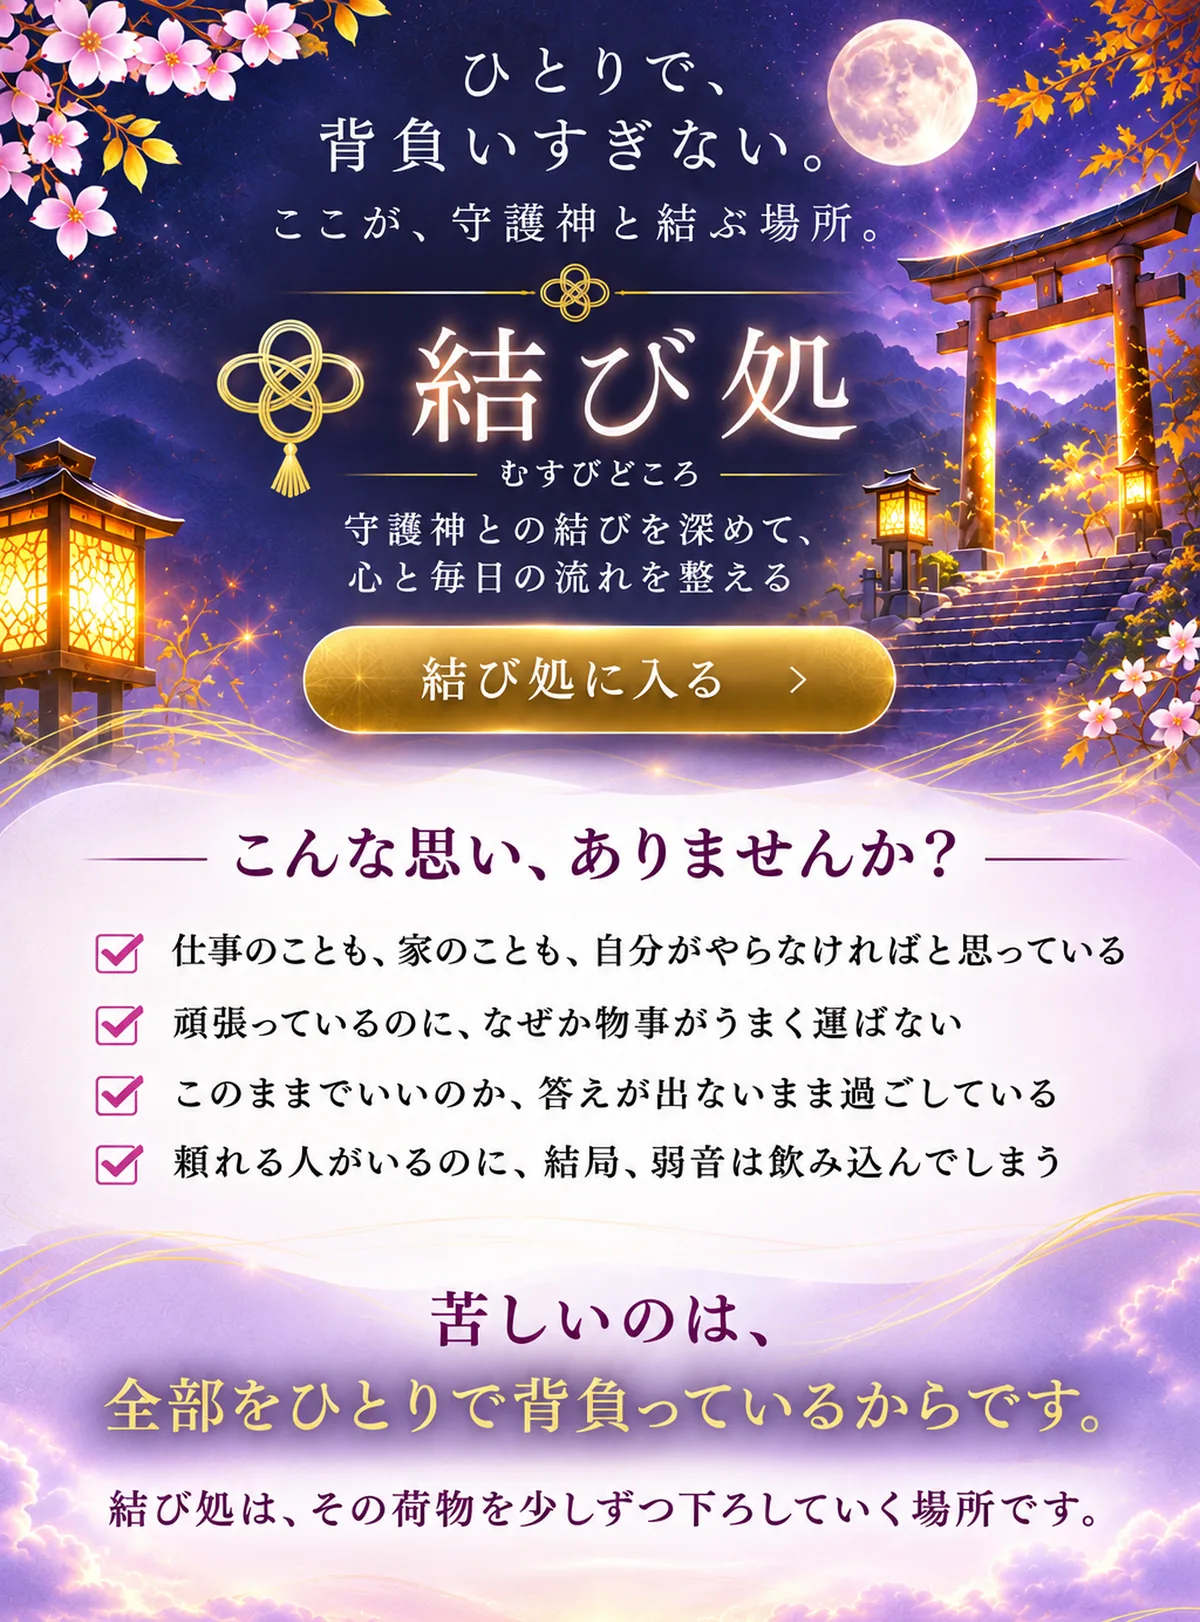 ひとりで、
背負いすぎない。
ここが、守護神と結ぶ場所。
結び処
むすびどころ
守護神との結びを深めて、
心と毎日の流れを整える
結び処に入る >
こんな思い、ありませんか？
仕事のことも、家のことも、自分がやらなければと思っている
頑張っているのに、なぜか物事がうまく運ばない
このままでいいのか、答えが出ないまま過ごしている
頼れる人がいるのに、結局、弱音は飲み込んでしまう
苦しいのは、
全部をひとりで背負っているからです。
結び処は、その荷物を少しずつ下ろしていく場所です。